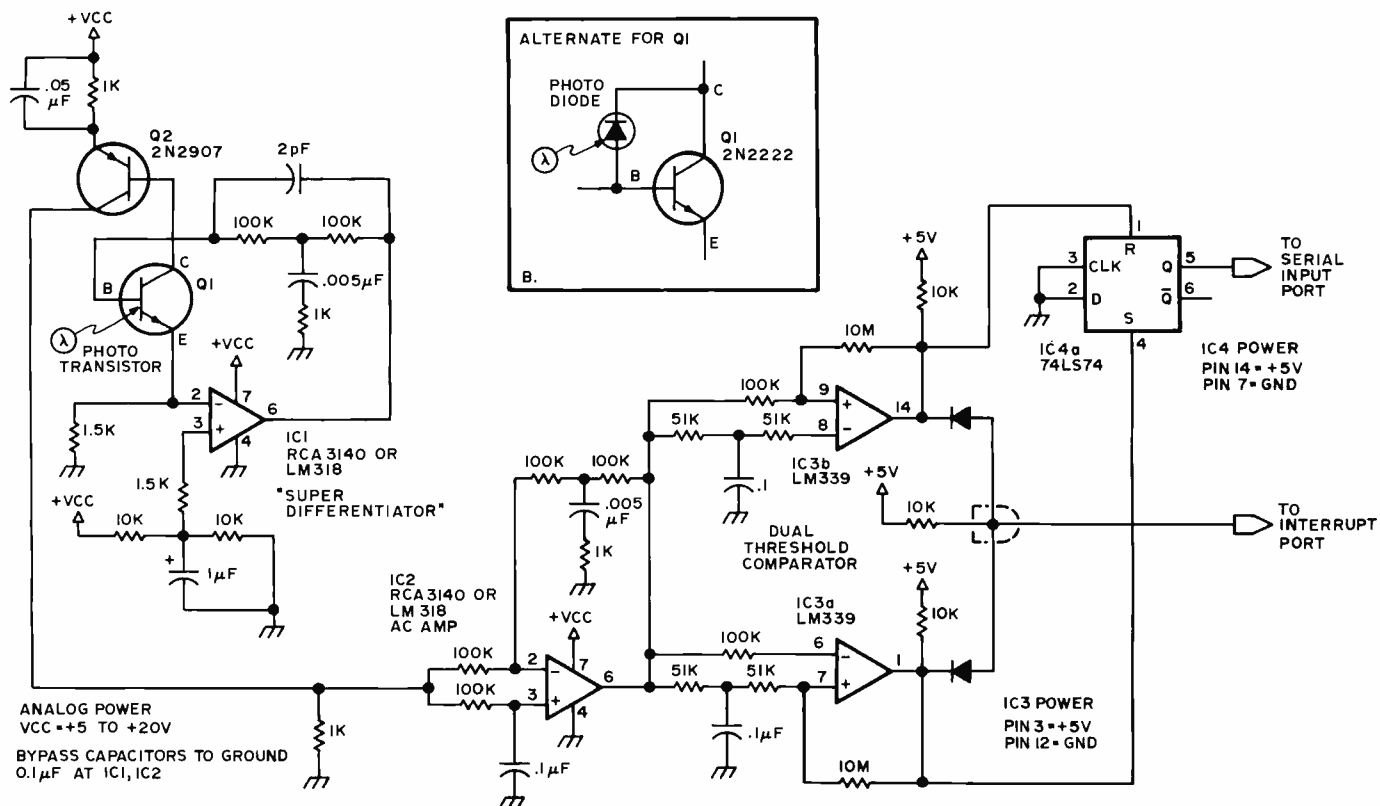 +VCC
.05
µF
1K
Q2
2N2907
2pF
100K
100K
C
B
Q1
.005µF
1K
E
λ
PHOTO
TRANSISTOR
+VCC
2
-
7
6
3
+
4
1.5K
IC1
RCA3140 OR
LM318
"SUPER
DIFFERENTIATOR"
1.5K
+VCC
10K
10K
+
1µF
ALTERNATE FOR Q1
PHOTO
DIODE
C
Q1
2N2222
λ
B
E
B.
+5V
10K
10M
100K
9
+
14
51K
51K
8
-
IC3b
LM339
.1
1
R
3
CLK
Q
5
2
D
Q
6
S
4
IC4a
74LS74
TO
SERIAL
INPUT
PORT
IC4 POWER
PIN 14=+5V
PIN 7=GND
100K
100K
.005
µF
1K
DUAL
THRESHOLD
COMPARATOR
+5V
10K
TO
INTERRUPT
PORT
IC2
RCA3140 OR
LM318
AC AMP
+VCC
100K
2
-
7
6
100K
3
+
4
.1µF
1K
IC3a
LM339
+5V
10K
100K
6
-
1
51K
51K
7
+
.1µF
10M
IC3 POWER
PIN 3=+5V
PIN 12=GND
ANALOG POWER
VCC=+5 TO +20V
BYPASS CAPACITORS TO GROUND
0.1µF AT IC1, IC2